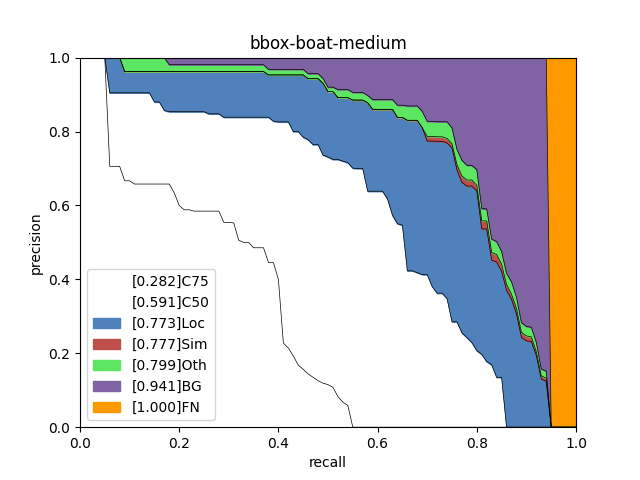 bbox-boat-medium
1.0
0.8
0.6
0.4
0.2
0.0
precision
[0.282]C75
[0.591]C50
[0.773]Loc
[0.777]Sim
[0.799]Oth
[0.941]BG
[1.000]FN
0.0 0.2 0.4 0.6 0.8 1.0
recall